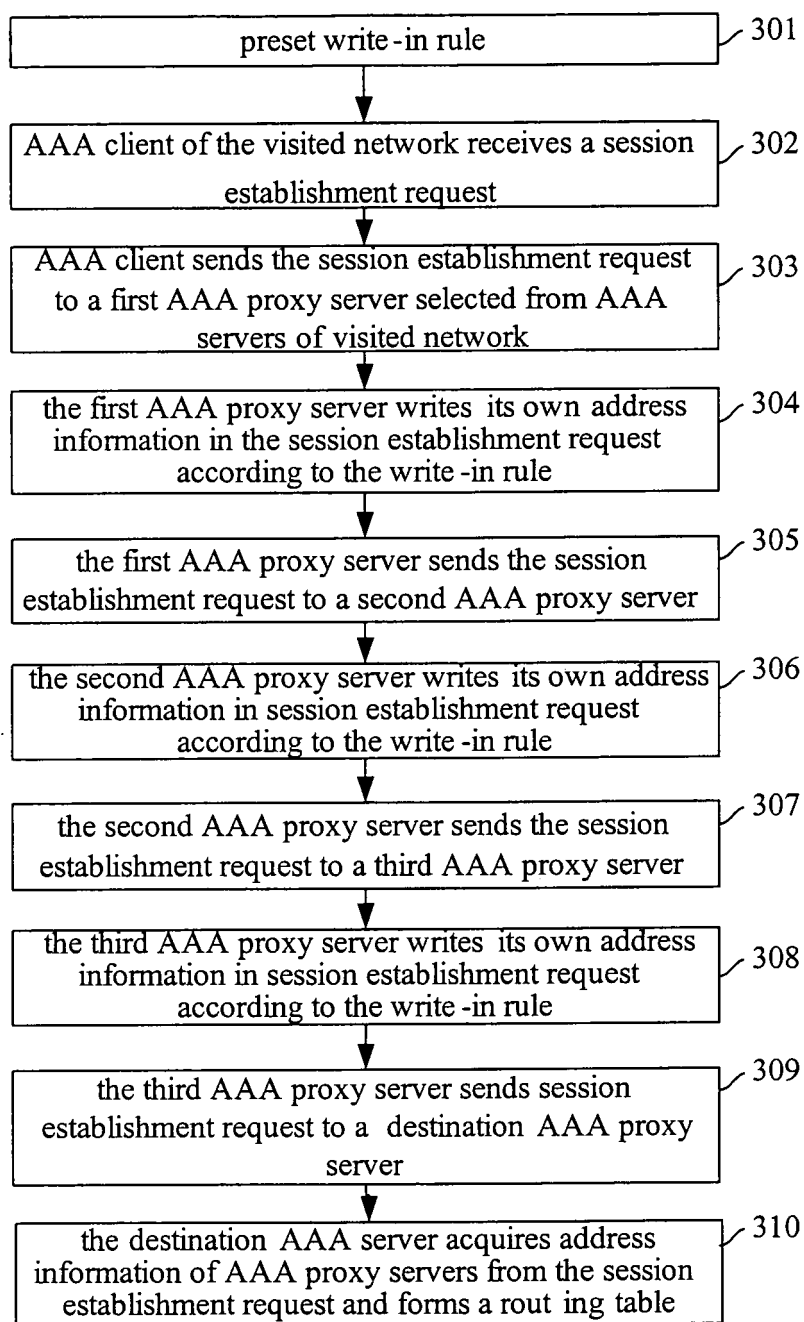 preset write-in rule
301
AAA client of the visited network receives a session
establishment request
302
AAA client sends the session establishment request
to a first AAA proxy server selected from AAA
servers of visited network
303
the first AAA proxy server writes its own address
information in the session establishment request
according to the write-in rule
304
the first AAA proxy server sends the session
establishment request to a second AAA proxy server
305
the second AAA proxy server writes its own address
information in session establishment request
according to the write-in rule
306
the second AAA proxy server sends the session
establishment request to a third AAA proxy server
307
the third AAA proxy server writes its own address
information in session establishment request
according to the write-in rule
308
the third AAA proxy server sends session
establishment request to a destination AAA proxy
server
309
the destination AAA server acquires address
information of AAA proxy servers from the session
establishment request and forms a rout ing table
310